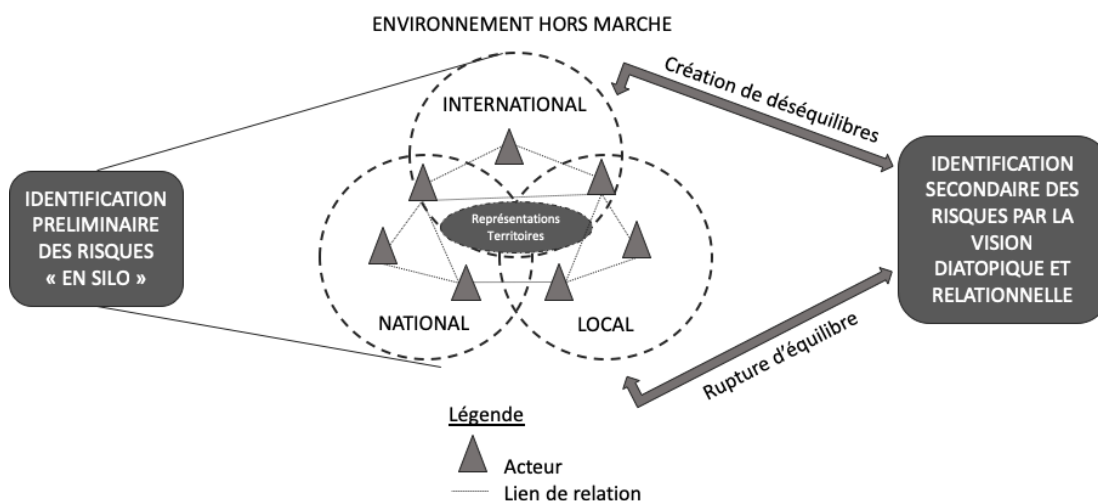 ENVIRONNEMENT HORS MARCHE
INTERNATIONAL
Création de déséquilibres
IDENTIFICATION
PRELIMINAIRE
DES RISQUES
« EN SILO »
Représentations
Territoires
NATIONAL
LOCAL
IDENTIFICATION
SECONDAIRE DES
RISQUES PAR LA
VISION
DIATOPIQUE ET
RELATIONNELLE
Rupture d’équilibre
Légende
Acteur
Lien de relation